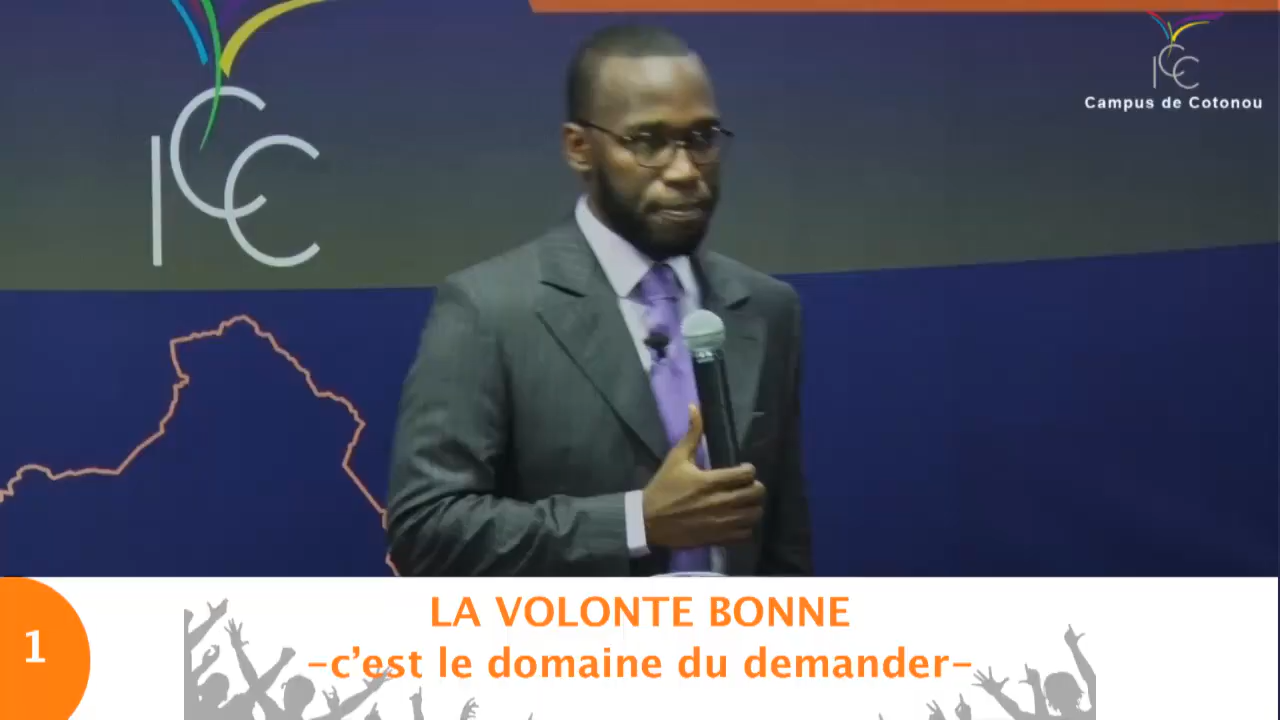 ICC
ICC
Campus de Cotonou
1
LA VOLONTE BONNE
-c'est le domaine du demander-